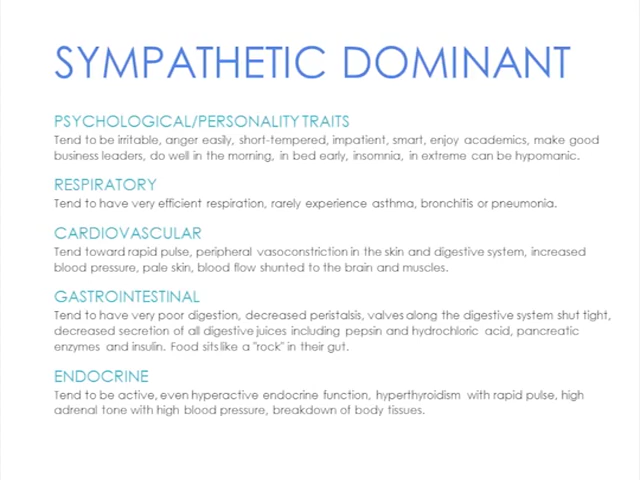 SYMPATHETIC DOMINANT
PSYCHOLOGICAL/PERSONALITY TRAITS
Tend to be irritable, anger easily, short-tempered, impatient, smart, enjoy academics, make good
business leaders, do well in the morning, in bed early, insomnia, in extreme can be hypomanic.
RESPIRATORY
Tend to have very efficient respiration, rarely experience asthma, bronchitis or pneumonia.
CARDIOVASCULAR
Tend toward rapid pulse, peripheral vasoconstriction in the skin and digestive system, increased
blood pressure, pale skin, blood flow shunted to the brain and muscles.
GASTROINTESTINAL
Tend to have very poor digestion, decreased peristalsis, valves along the digestive system shut tight,
decreased secretion of all digestive juices including pepsin and hydrochloric acid, pancreatic
enzymes and insulin. Food sits like a "rock" in their gut.
ENDOCRINE
Tend to be active, even hyperactive endocrine function, hyperthyroidism with rapid pulse, high
adrenal tone with high blood pressure, breakdown of body tissues.